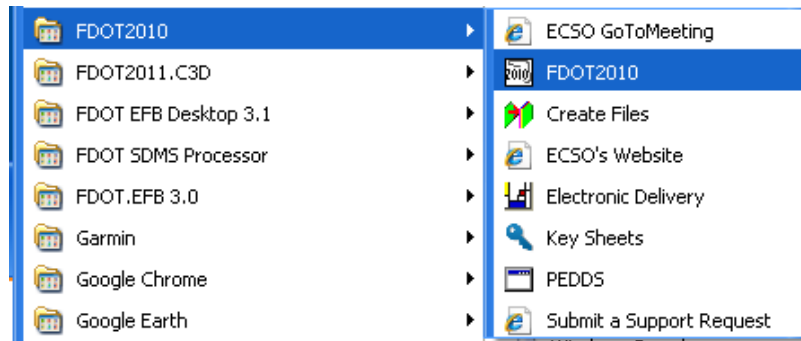 FDOT2010
FDOT2011.C3D
FDOT EFB Desktop 3.1
FDOT SDMS Processor
FDOT.EFB 3.0
Garmin
Google Chrome
Google Earth
ECSO GoToMeeting
2010 FDOT2010
Create Files
ECSO's Website
Electronic Delivery
Key Sheets
PEDDS
Submit a Support Request